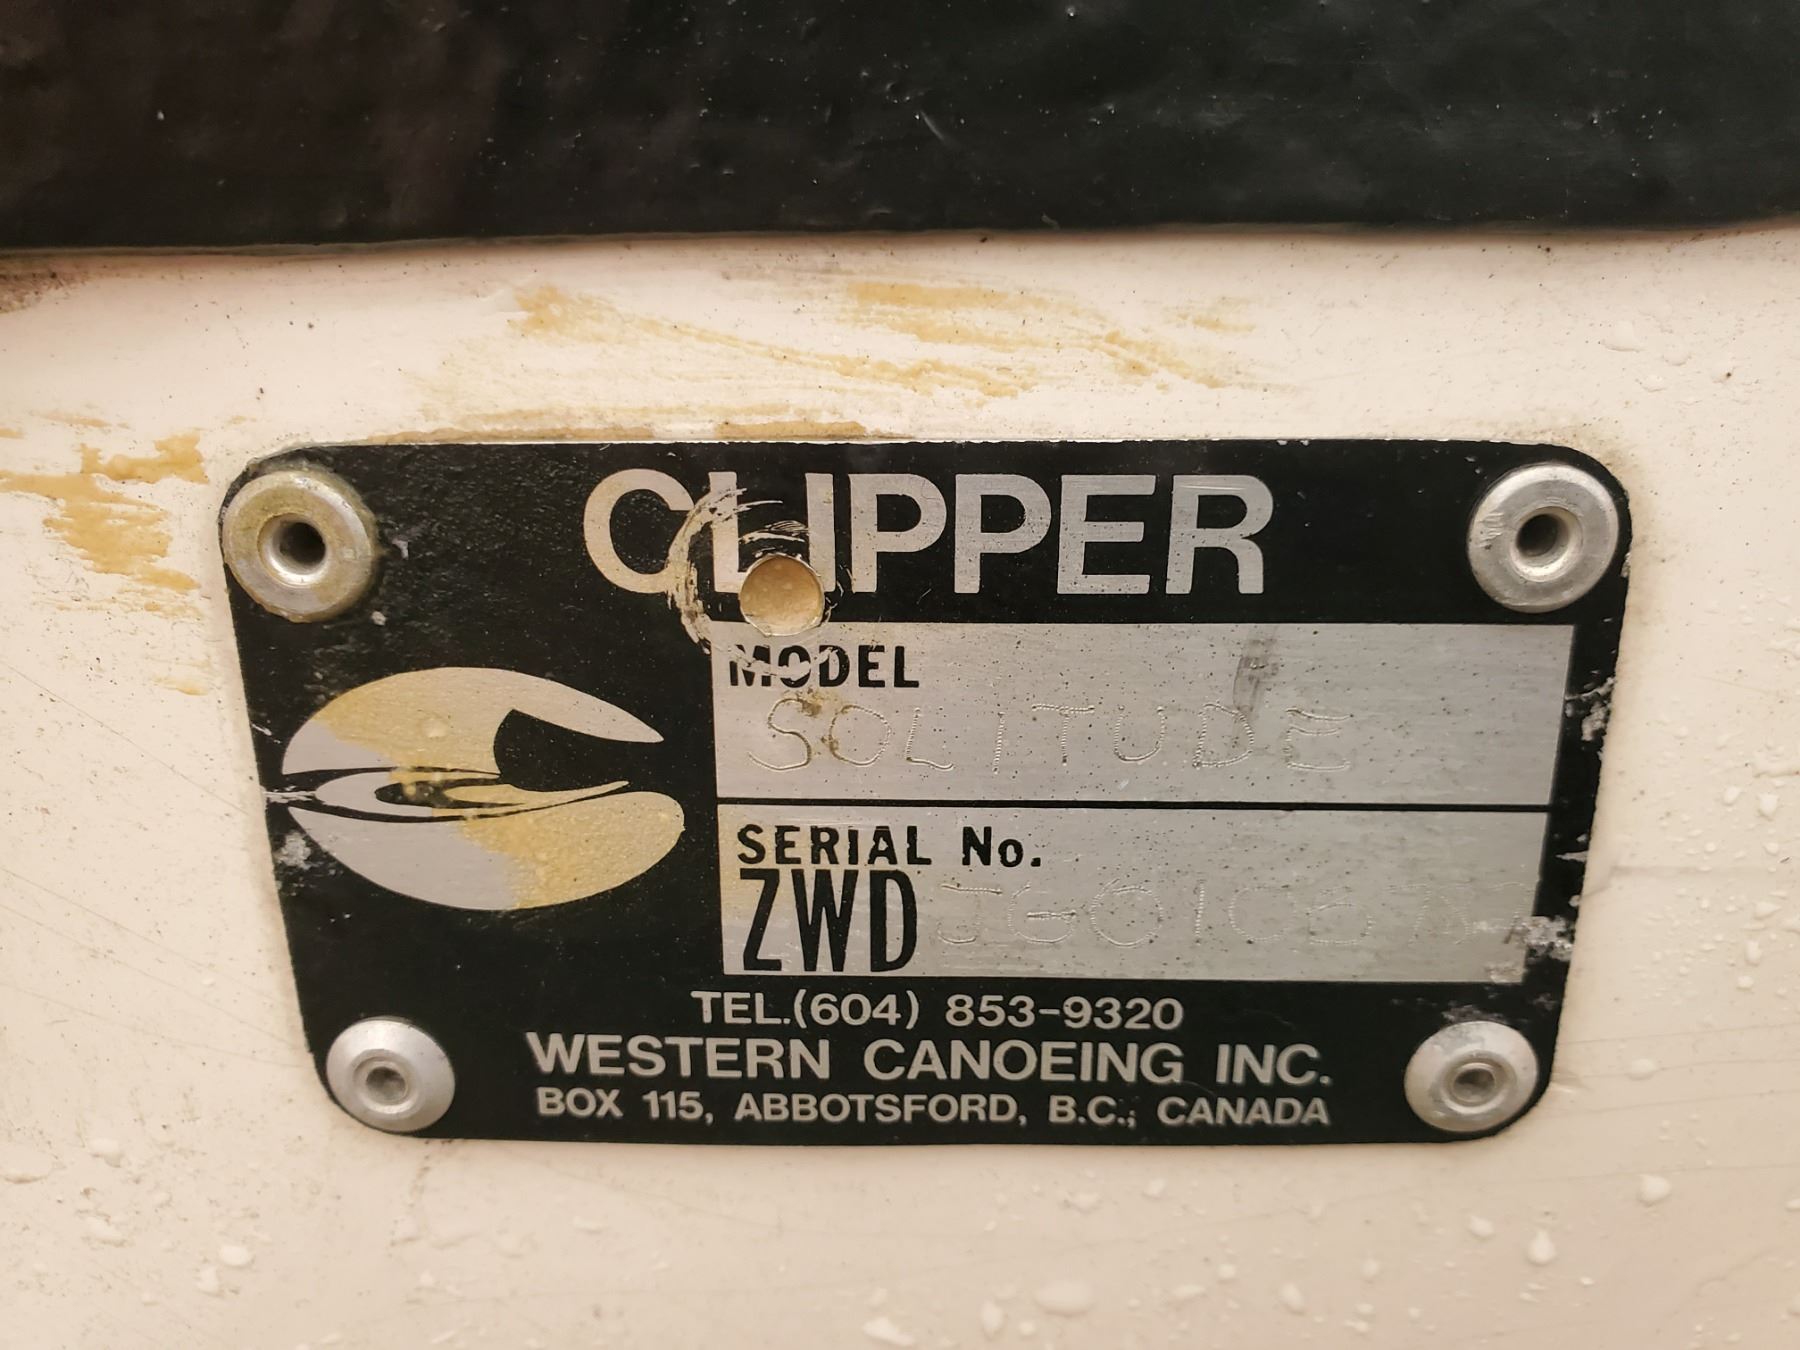 CLIPPER
MODEL
SOLITUDE
SERIAL No.
ZWD
TEL.(604) 853-9320
WESTERN CANOEING INC.
BOX 115, ABBOTSFORD, B.C., CANADA